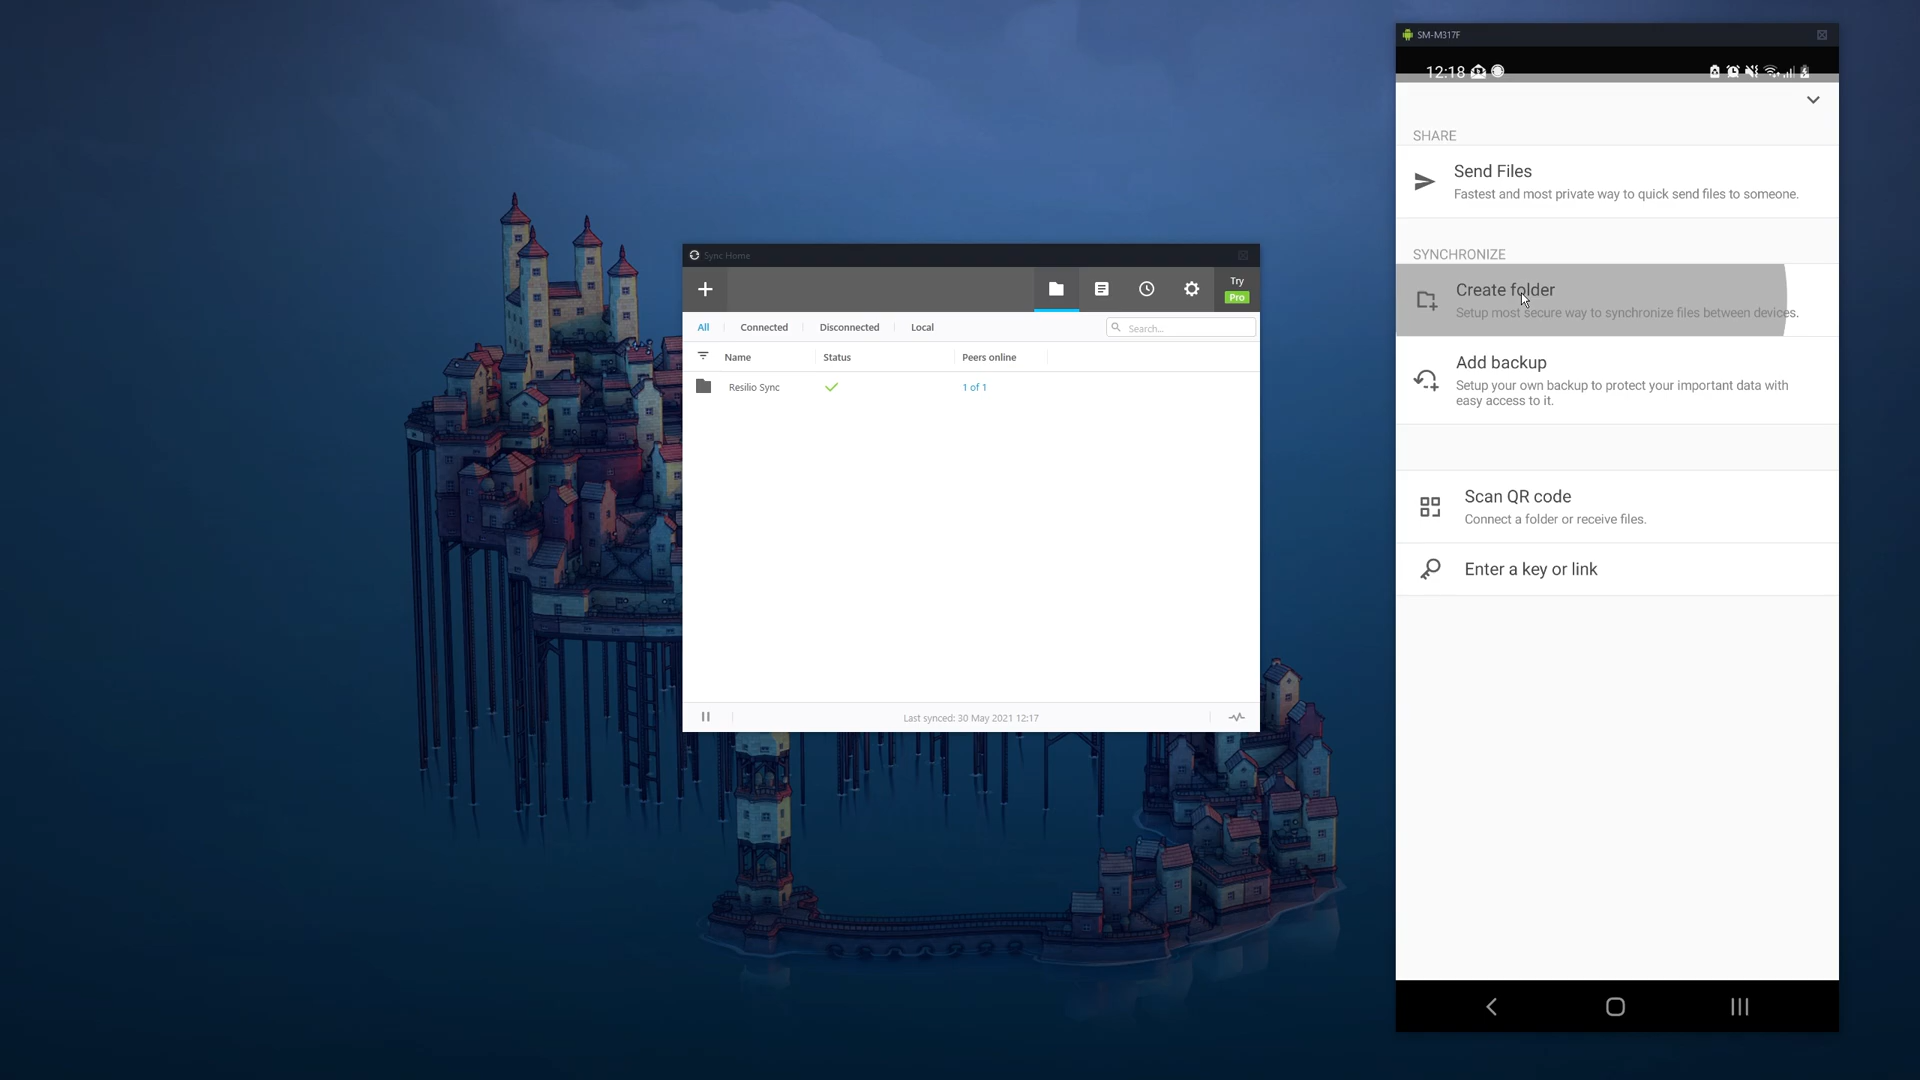 Sync Home
Try
Pro
All
Connected
Disconnected
Local
Search...
Name
Status
Peers online
Resilio Sync
1 of 1
Last synced: 30 May 2021 12:17
SM-M317F
12:18
SHARE
Send Files
Fastest and most private way to quick send files to someone.
SYNCHRONIZE
Create folder
Setup most secure way to synchronize files between devices.
Add backup
Setup your own backup to protect your important data with
easy access to it.
Scan QR code
Connect a folder or receive files.
Enter a key or link